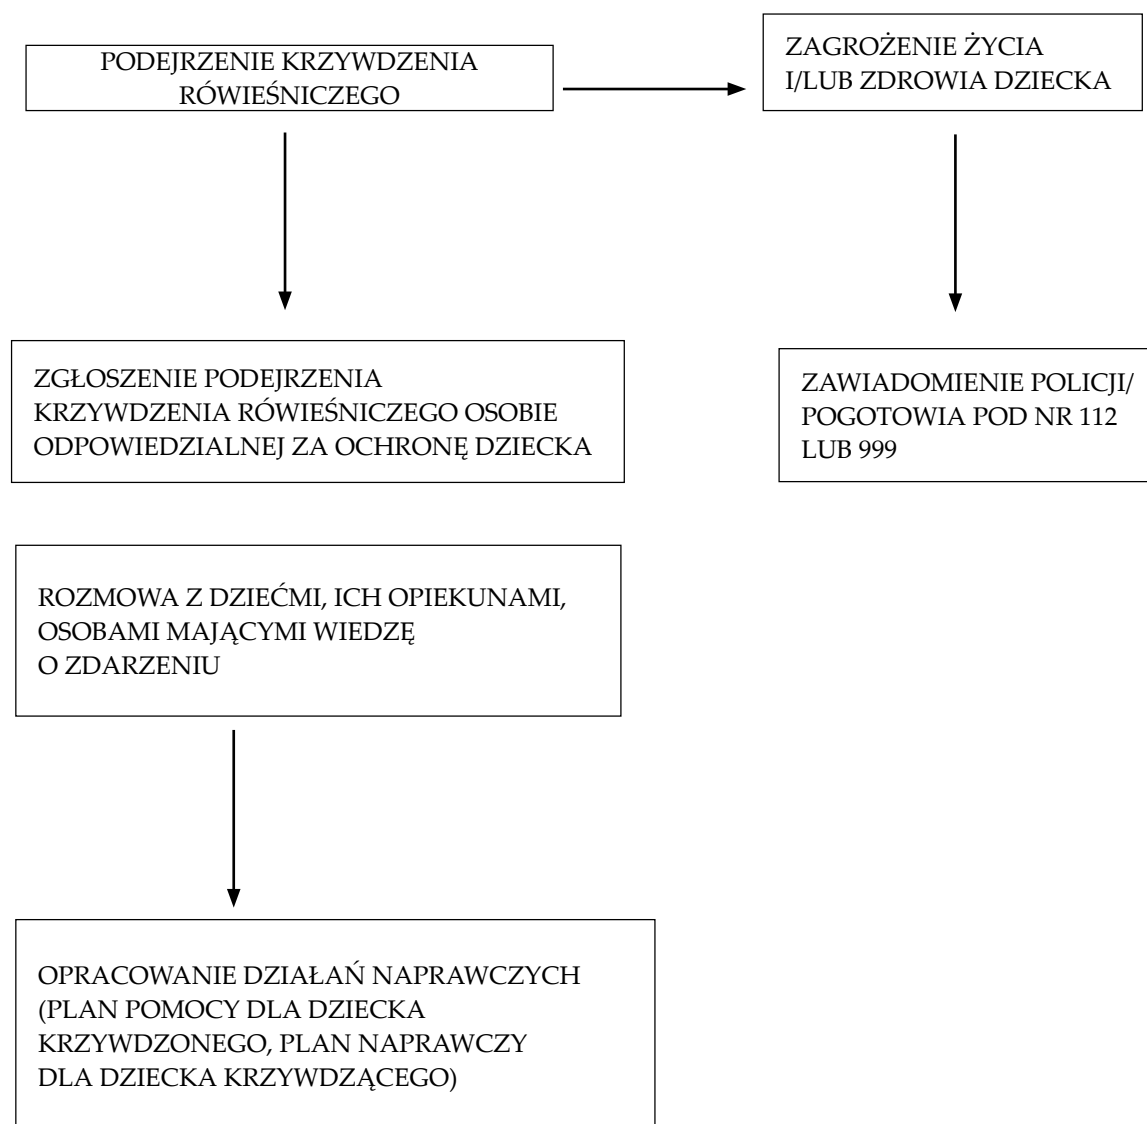 PODEJRZENIE KRZYWDZENIA
RÓWIEŚNICZEGO
ZAGROŻENIE ŻYCIA
I/LUB ZDROWIA DZIECKA
ZGŁOSZENIE PODEJRZENIA
KRZYWDZENIA RÓWIEŚNICZEGO OSOBIE
ODPOWIEDZIALNEJ ZA OCHRONĘ DZIECKA
ZAWIADOMIENIE POLICJI/
POGOTOWIA POD NR 112
LUB 999
ROZMOWA Z DZIEĆMI, ICH OPIEKUNAMI,
OSOBAMI MAJĄCYMI WIEDZĘ
O ZDARZENIU
OPRACOWANIE DZIAŁAŃ NAPRAWCZYCH
(PLAN POMOCY DLA DZIECKA
KRZYWDZONEGO, PLAN NAPRAWCZY
DLA DZIECKA KRZYWDZĄCEGO)